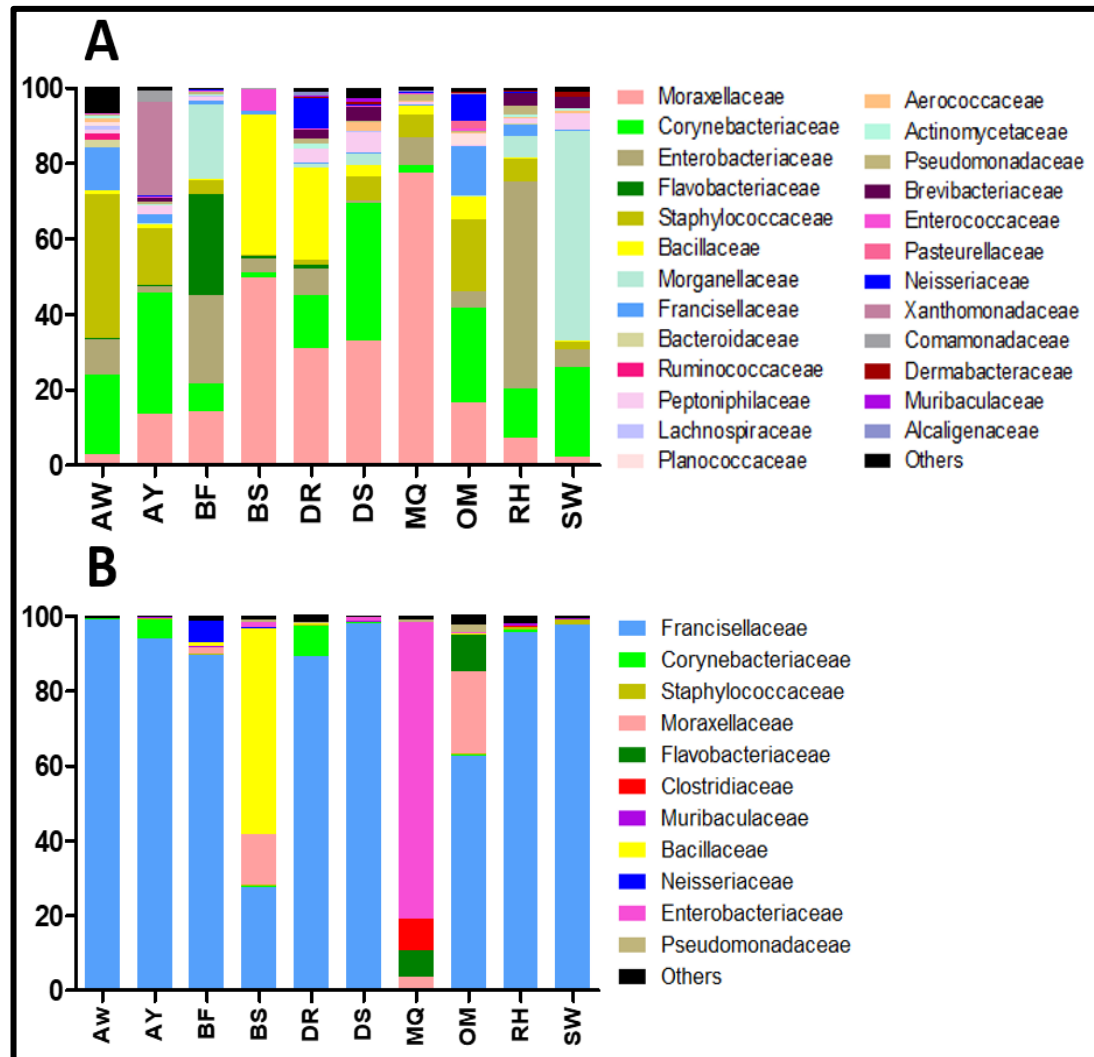 A
100
80
60
40
20
0
AW AY BF BS DR DS MQ OM RH SW
Moraxellaceae
Corynebacteriaceae
Enterobacteriaceae
Flavobacteriaceae
Staphylococcaceae
Bacillaceae
Morganellaceae
Francisellaceae
Bacteroidaceae
Ruminococcaceae
Peptoniphilaceae
Lachnospiraceae
Planococcaceae
Aerococcaceae
Actinomycetaceae
Pseudomonadaceae
Brevibacteriaceae
Enterococcaceae
Pasteurellaceae
Neisseriaceae
Xanthomonadaceae
Comamonadaceae
Dermabacteraceae
Muribaculaceae
Alcaligenaceae
Others
B
100
80
60
40
20
0
Aw AY BF BS DR DS MQ OM RH SW
Francisellaceae
Corynebacteriaceae
Staphylococcaceae
Moraxellaceae
Flavobacteriaceae
Clostridiaceae
Muribaculaceae
Bacillaceae
Neisseriaceae
Enterobacteriaceae
Pseudomonadaceae
Others